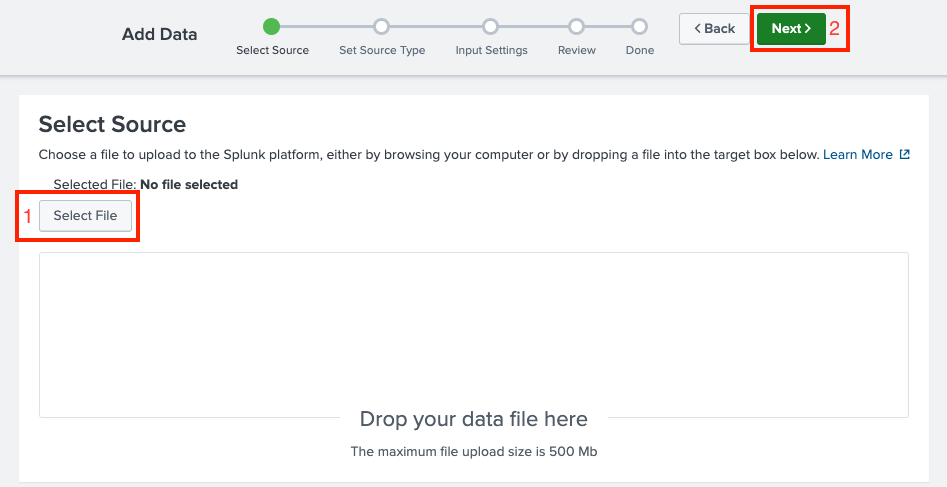 Add Data
Select Source
Set Source Type
Input Settings
Review
Done
< Back
Next >
2
Select Source
Choose a file to upload to the Splunk platform, either by browsing your computer or by dropping a file into the target box below. Learn More
Selected File: No file selected
1
Select File
Drop your data file here
The maximum file upload size is 500 Mb